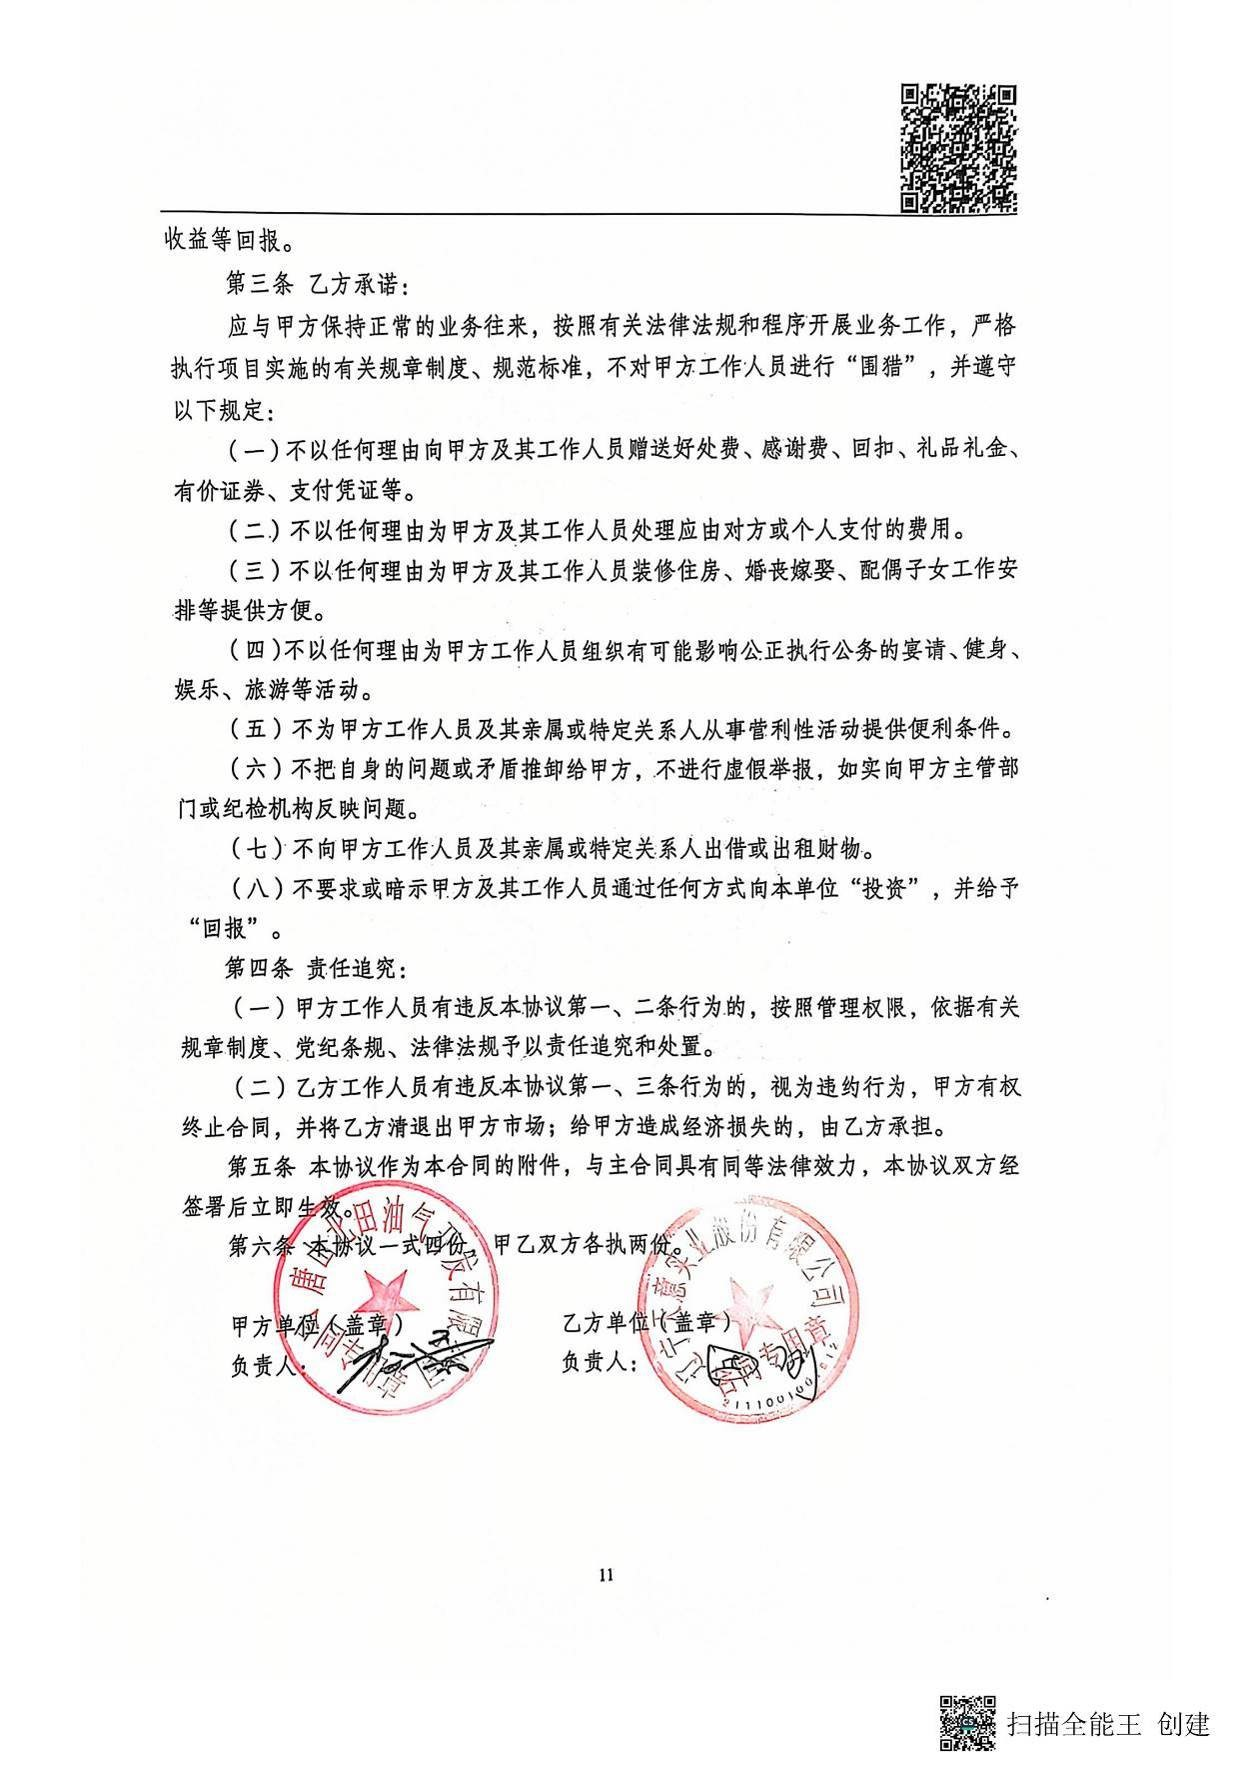 收益等回报。
第三条 乙方承诺：
应与甲方保持正常的业务往来，按照有关法律法规和程序开展业务工作，严格
执行项目实施的有关规章制度、规范标准，不对甲方工作人员进行“围猎”，并遵守
以下规定：
（一）不以任何理由向甲方及其工作人员赠送好处费、感谢费、回扣、礼品礼金、
有价证券、支付凭证等。
（二）不以任何理由为甲方及其工作人员处理应由对方或个人支付的费用。
（三）不以任何理由为甲方及其工作人员装修住房、婚丧嫁娶、配偶子女工作安
排等提供方便。
（四）不以任何理由为甲方工作人员组织有可能影响公正执行公务的宴请、健身、
娱乐、旅游等活动。
（五）不为甲方工作人员及其亲属或特定关系人从事营利性活动提供便利条件。
（六）不把自身的问题或矛盾推卸给甲方，不进行虚假举报，如实向甲方主管部
门或纪检机构反映问题。
（七）不向甲方工作人员及其亲属或特定关系人出借或出租财物。
（八）不要求或暗示甲方及其工作人员通过任何方式向本单位“投资”，并给予
“回报”。
第四条 责任追究：
（一）甲方工作人员有违反本协议第一、二条行为的，按照管理权限，依据有关
规章制度、党纪条规、法律法规予以责任追究和处置。
（二）乙方工作人员有违反本协议第一、三条行为的，视为违约行为，甲方有权
终止合同，并将乙方清退出甲方市场；给甲方造成经济损失的，由乙方承担。
第五条 本协议作为本合同的附件，与主合同具有同等法律效力，本协议双方经
签署后立即生效。
第六条 本协议一式四份，甲乙双方各执两份。
唐山冀北田油气开发有限
辽宁天意实业股份有限公司
合同专用章
甲方单位（盖章） 乙方单位（盖章）
负责人： 负责人：
11
扫描全能王 创建